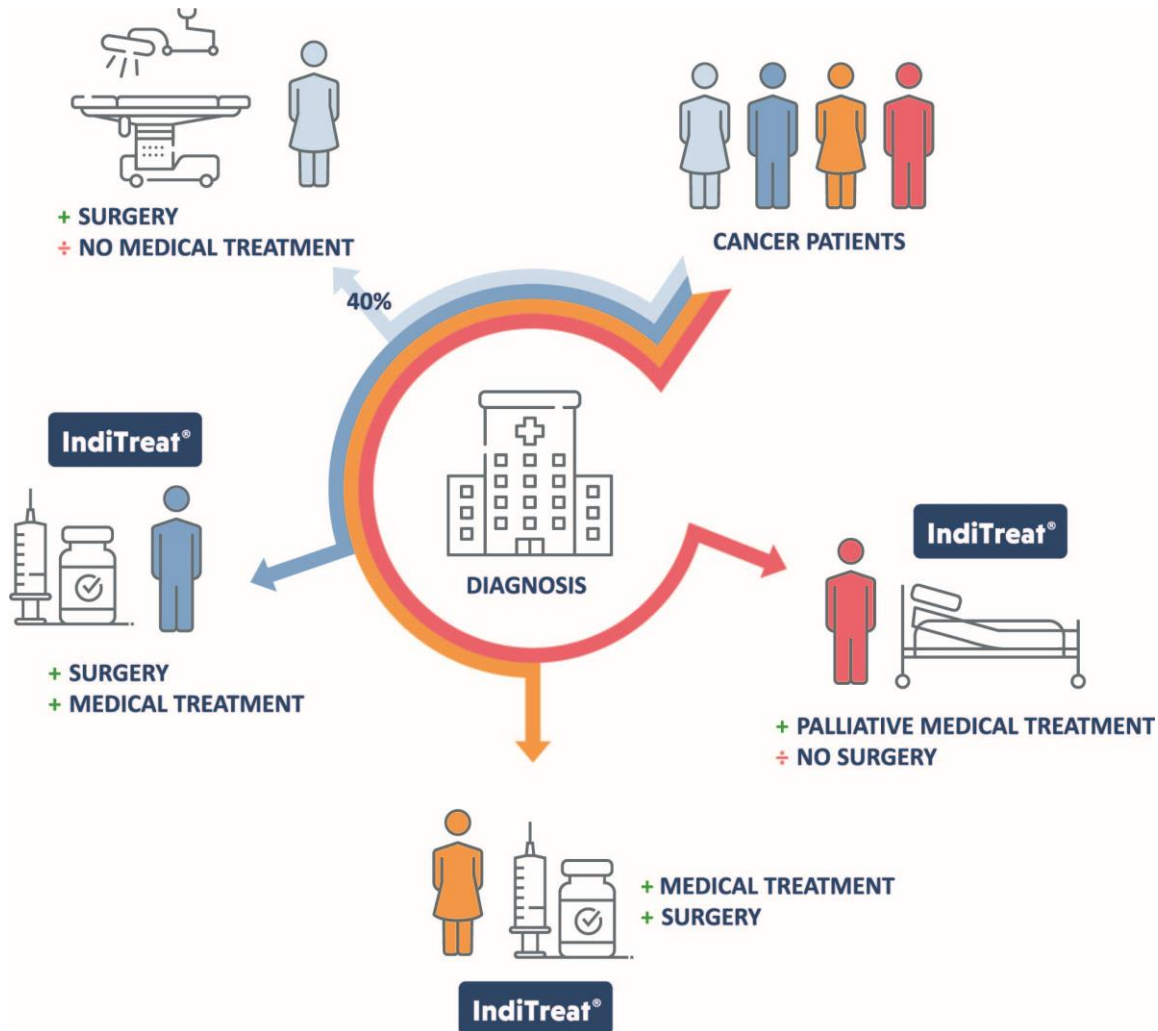 + SURGERY
÷ NO MEDICAL TREATMENT
CANCER PATIENTS
40%
IndiTreat®
+ SURGERY
+ MEDICAL TREATMENT
DIAGNOSIS
IndiTreat®
+ PALLIATIVE MEDICAL TREATMENT
÷ NO SURGERY
+ MEDICAL TREATMENT
+ SURGERY
IndiTreat®